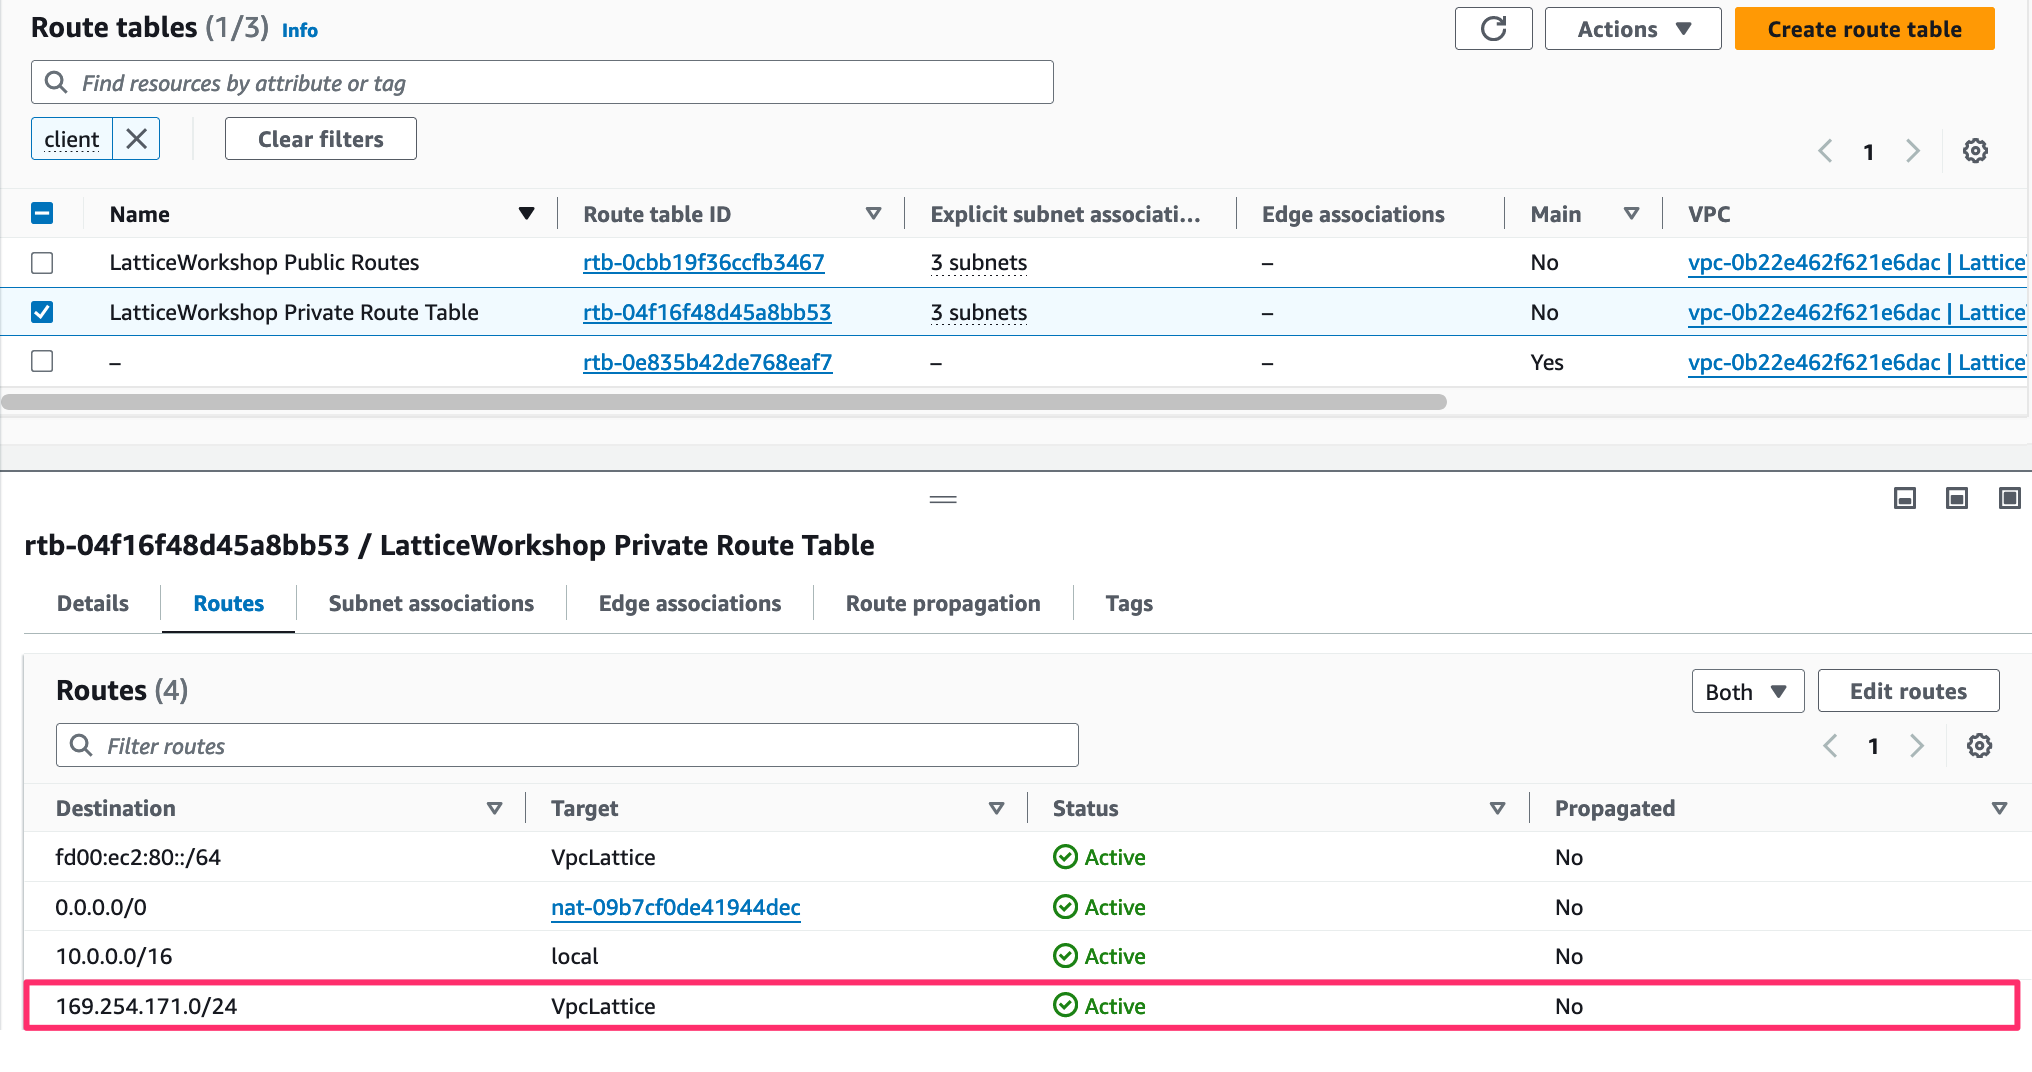 Route tables (1/3) Info
Actions
Create route table
Find resources by attribute or tag
client
Clear filters
1
Name Route table ID Explicit subnet associati... Edge associations Main VPC
LatticeWorkshop Public Routes rtb-0cbb19f36ccfb3467 3 subnets – No vpc-0b22e462f621e6dac | Lattice
LatticeWorkshop Private Route Table rtb-04f16f48d45a8bb53 3 subnets – No vpc-0b22e462f621e6dac | Lattice
– rtb-0e835b42de768eaf7 – – Yes vpc-0b22e462f621e6dac | Lattice
rtb-04f16f48d45a8bb53 / LatticeWorkshop Private Route Table
Details Routes Subnet associations Edge associations Route propagation Tags
Routes (4)
Both
Edit routes
Filter routes
1
Destination Target Status Propagated
fd00:ec2:80::/64 VpcLattice Active No
0.0.0.0/0 nat-09b7cf0de41944dec Active No
10.0.0.0/16 local Active No
169.254.171.0/24 VpcLattice Active No